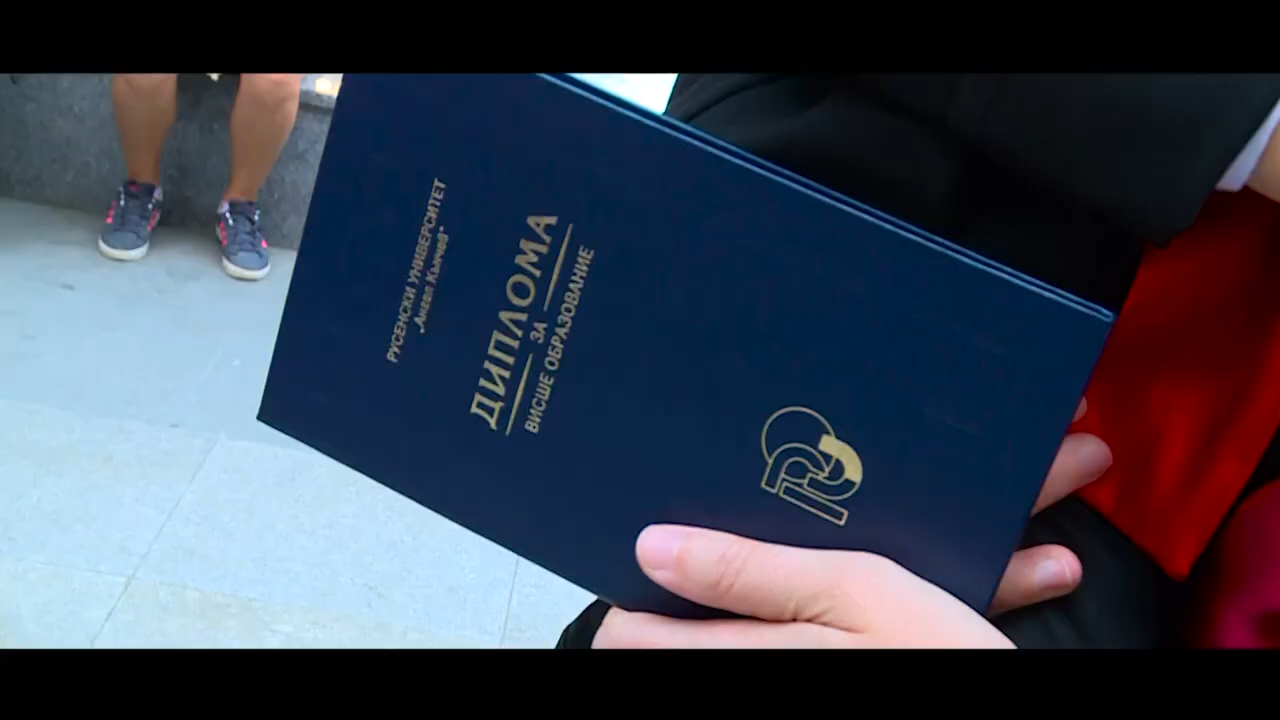 РУСЕНСКИ УНИВЕРСИТЕТ
„Ангел Кънчев“
ДИПЛОМА
ЗА
ВИСШЕ ОБРАЗОВАНИЕ